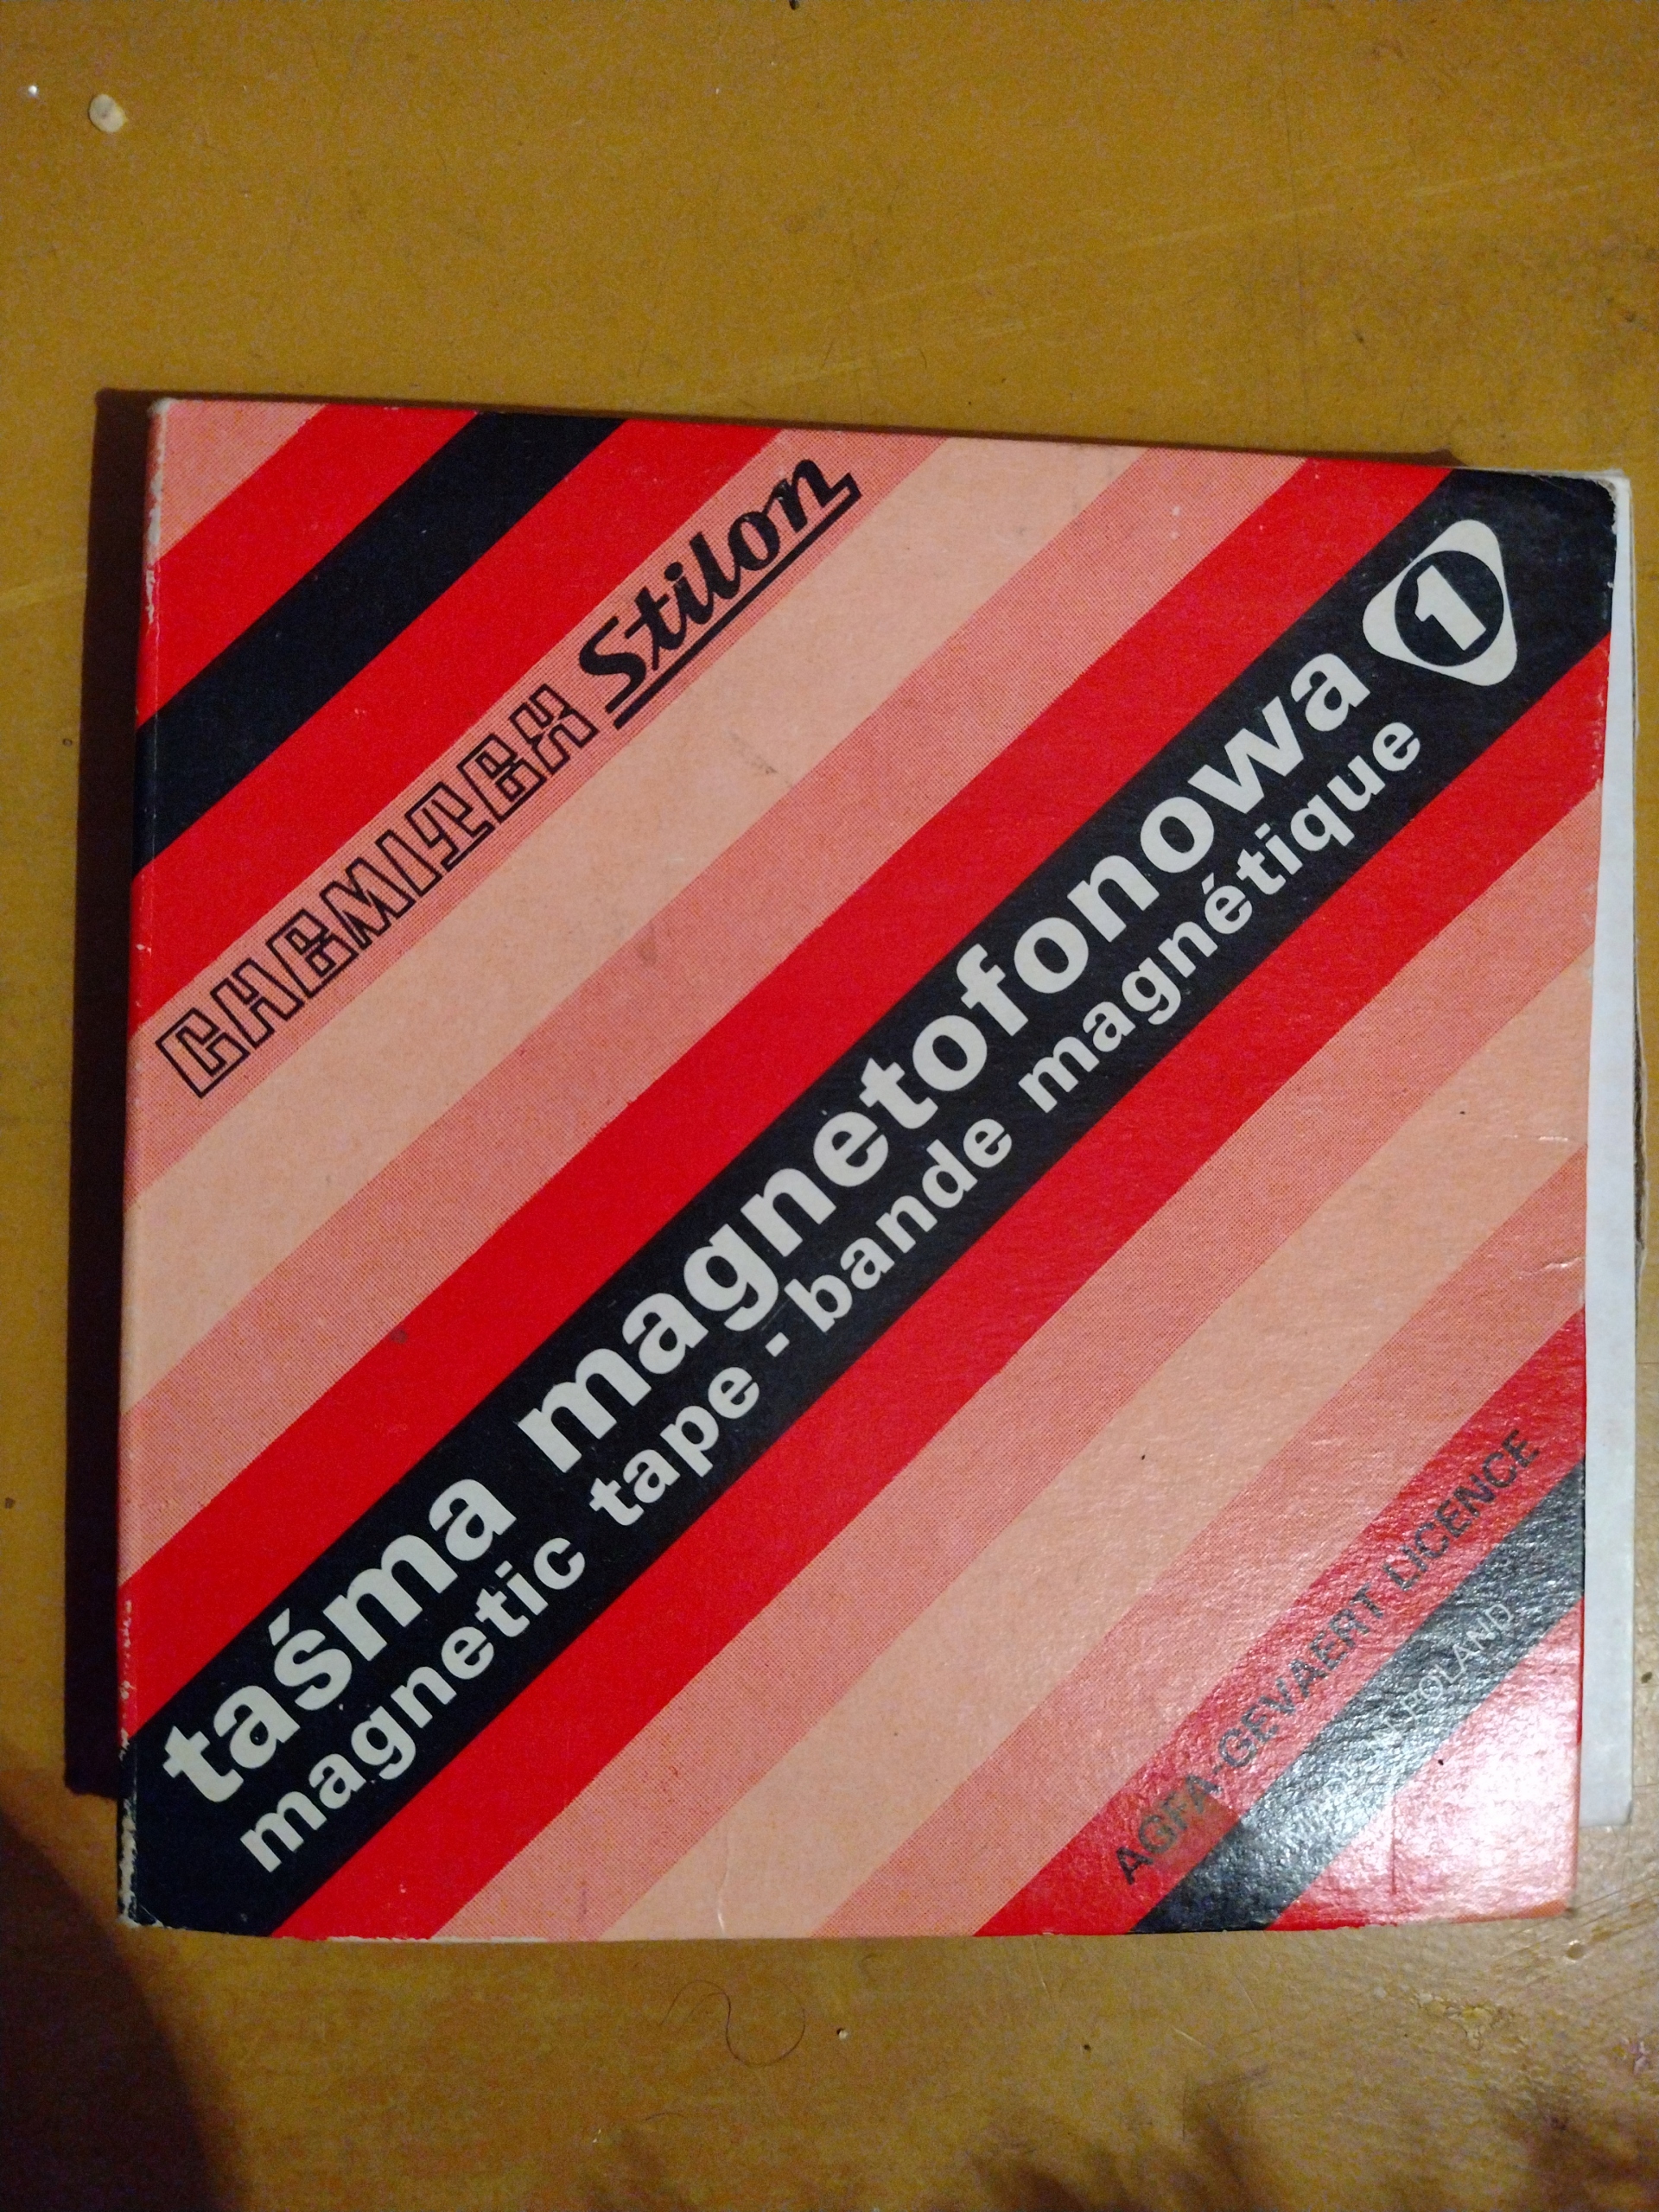 CHEMITEX Stilon
taśma magnetofonowa 1
magnetic tape - bande magnétique
AGFA-GEVAERT LICENCE
POLAND